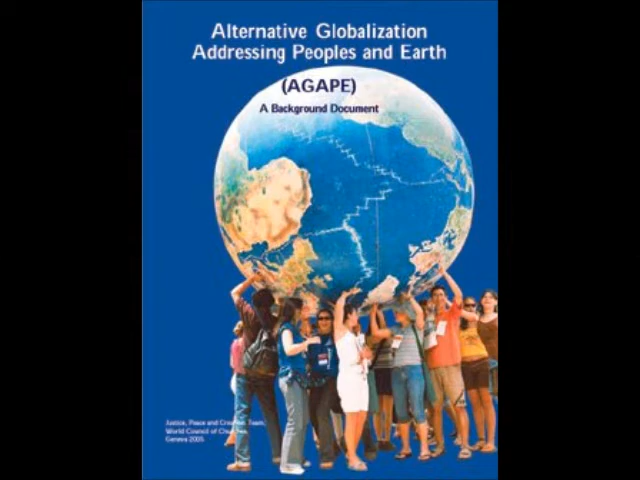 Alternative Globalization
Addressing Peoples and Earth
(AGAPE)
A Background Document
Justice, Peace and Creation Team,
World Council of Churches,
Geneva 2005